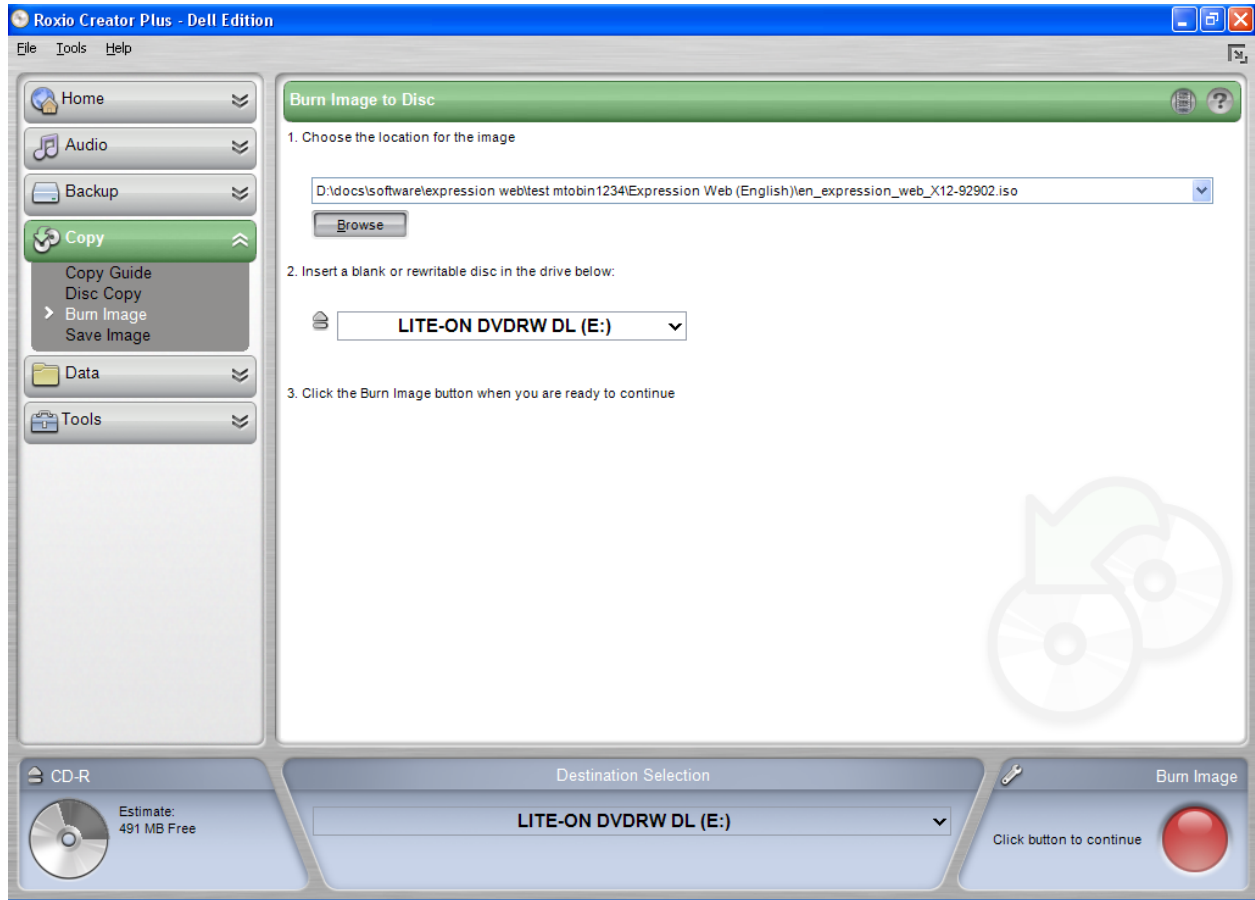 Roxio Creator Plus - Dell Edition
File Tools Help
Home
Audio
Backup
Copy
Copy Guide
Disc Copy
Burn Image
Save Image
Data
Tools
Burn Image to Disc
1. Choose the location for the image
D:\docs\software\expression web\test mtobin1234\Expression Web (English)\en_expression_web_X12-92902.iso
Browse
2. Insert a blank or rewritable disc in the drive below:
LITE-ON DVDRW DL (E:)
3. Click the Burn Image button when you are ready to continue
CD-R
Estimate:
491 MB Free
Destination Selection
LITE-ON DVDRW DL (E:)
Burn Image
Click button to continue